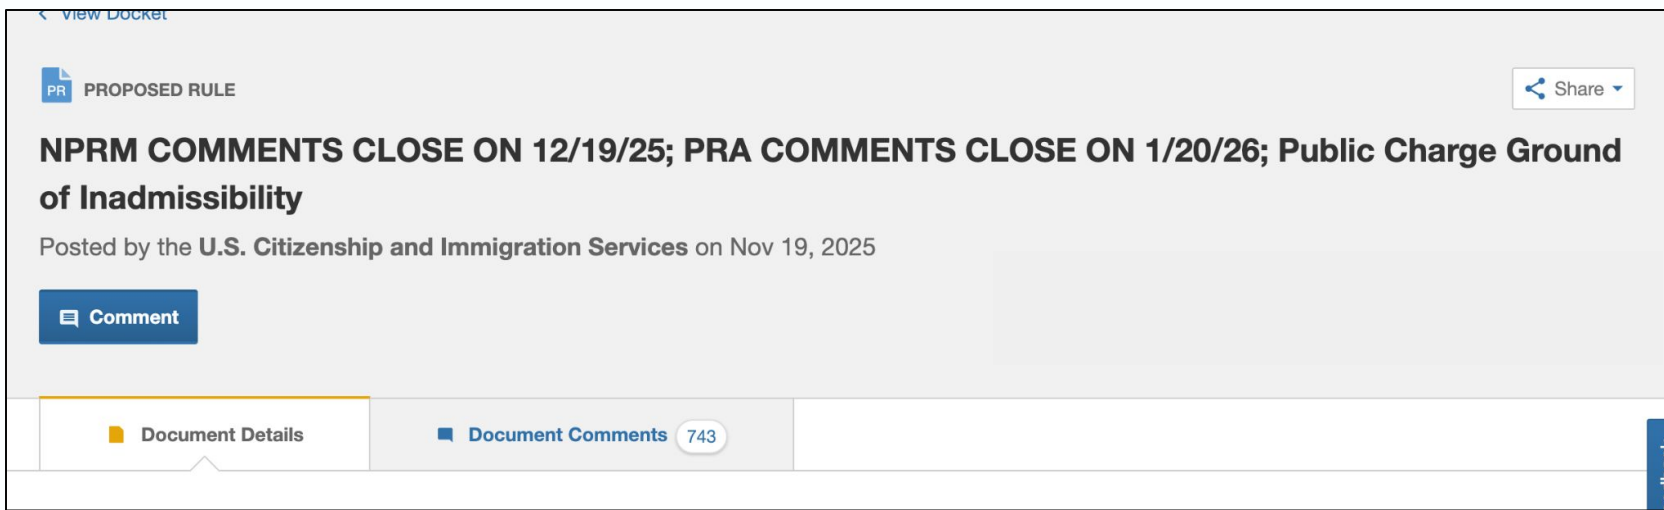 View Docket
PR PROPOSED RULE
Share
NPRM COMMENTS CLOSE ON 12/19/25; PRA COMMENTS CLOSE ON 1/20/26; Public Charge Ground
of Inadmissibility
Posted by the U.S. Citizenship and Immigration Services on Nov 19, 2025
Comment
Document Details
Document Comments 743